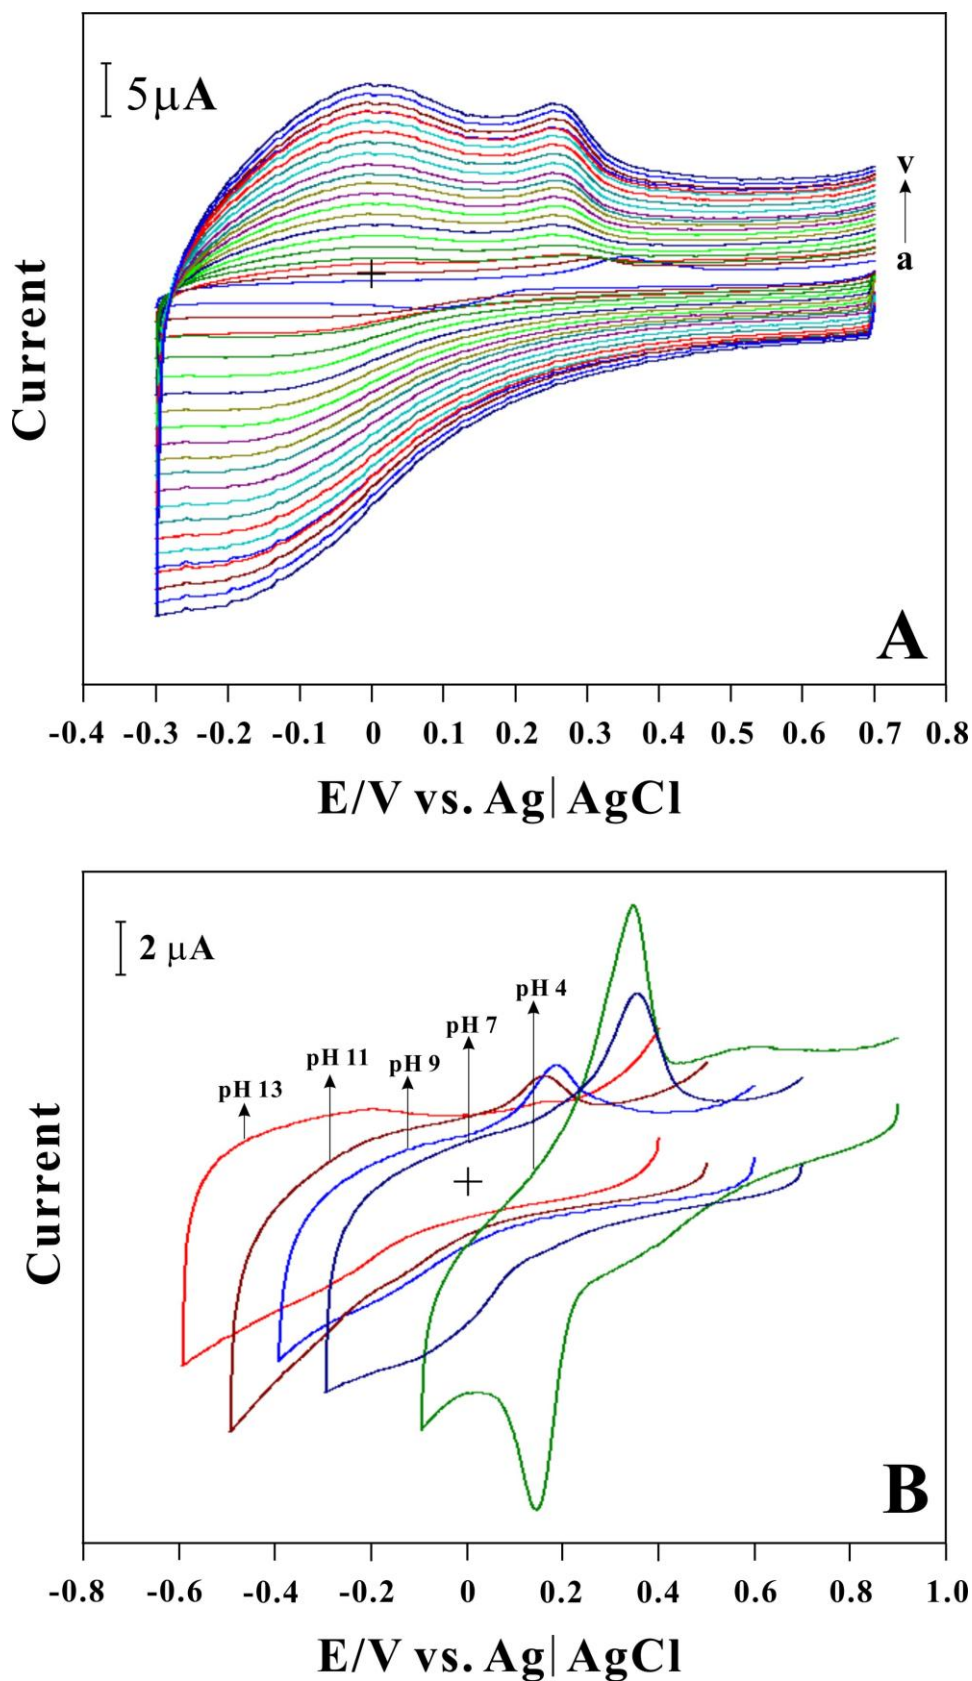 5μA
v
a
Current
A
-0.4 -0.3 -0.2 -0.1 0 0.1 0.2 0.3 0.4 0.5 0.6 0.7 0.8
E/V vs. Ag| AgCl
2 μA
pH 4
pH 7
pH 11
pH 9
pH 13
Current
B
-0.8 -0.6 -0.4 -0.2 0 0.2 0.4 0.6 0.8 1.0
E/V vs. Ag| AgCl